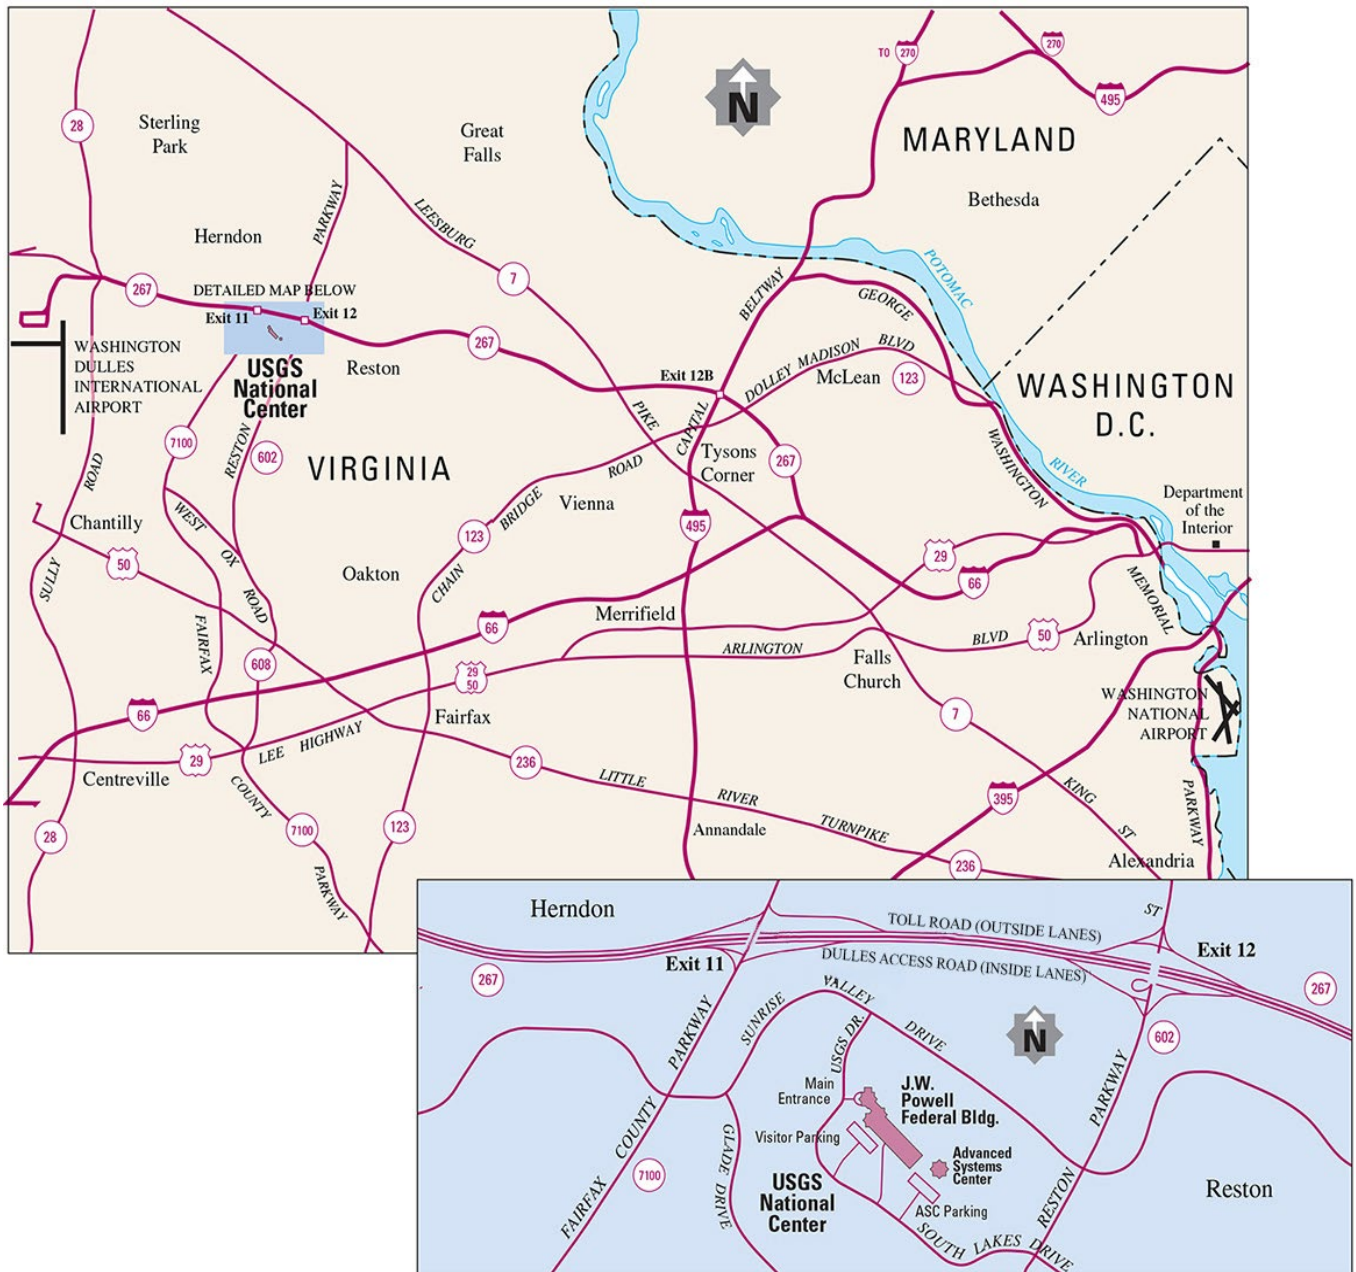 TO
270
270
495
28
Sterling
Park
Great
Falls
N
MARYLAND
Bethesda
PARKWAY
LEESBURG
Herndon
7
POTOMAC
BELTWAY
GEORGE
267
DETAILED MAP BELOW
Exit 11
Exit 12
WASHINGTON
DULLES
INTERNATIONAL
AIRPORT
USGS
National
Center
Reston
267
Exit 12B
DOLLEY MADISON BLVD
McLean
123
WASHINGTON
D.C.
PIKE
CAPITAL
7100
RESTON
602
VIRGINIA
ROAD
ROAD
Tysons
Corner
267
WASHINGTON
RIVER
Department
of the
Interior
Chantilly
WEST
OX
ROAD
BRIDGE
Vienna
123
495
50
SULLY
Oakton
CHAIN
29
66
MEMORIAL
FAIRFAX
66
Merrifield
ARLINGTON
BLVD
50
Arlington
608
29
50
Falls
Church
WASHINGTON
NATIONAL
AIRPORT
66
Fairfax
7
29
LEE HIGHWAY
236
Centreville
COUNTY
LITTLE
RIVER
TURNPIKE
395
KING
ST
PARKWAY
28
7100
123
Annandale
236
Alexandria
PARKWAY
Herndon
TOLL ROAD (OUTSIDE LANES)
ST
Exit 11
DULLES ACCESS ROAD (INSIDE LANES)
Exit 12
267
267
PARKWAY
SUNRISE
VALLEY
DRIVE
USGS DR.
N
602
Main
Entrance
J.W.
Powell
Federal Bldg.
PARKWAY
COUNTY
GLADE DRIVE
Visitor Parking
Advanced
Systems
Center
7100
USGS
National
Center
ASC Parking
RESTON
Reston
FAIRFAX
SOUTH LAKES DRIVE